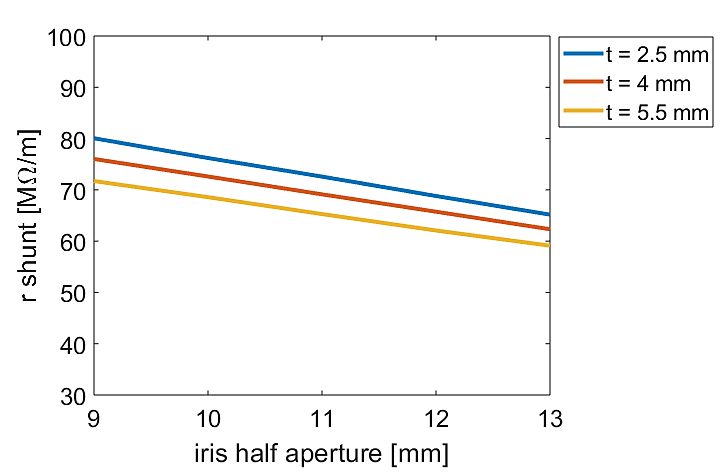 100
90
80
70
60
50
40
30
r shunt [MΩ/m]
9
10
11
12
13
iris half aperture [mm]
t = 2.5 mm
t = 4 mm
t = 5.5 mm